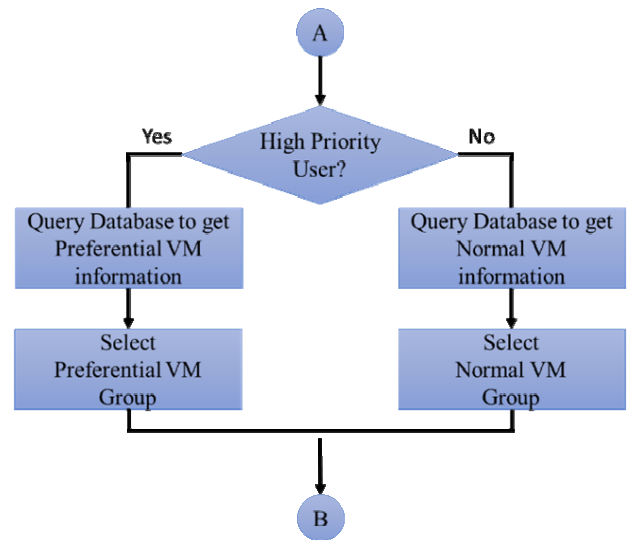 A
High Priority
User?
Yes
No
Query Database to get
Preferential VM
information
Query Database to get
Normal VM
information
Select
Preferential VM
Group
Select
Normal VM
Group
B